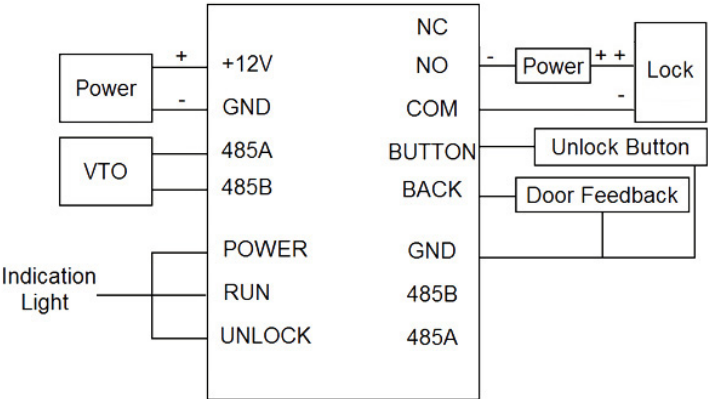 NC
+ +12V NO - Power + + Lock
Power
- GND COM -
485A BUTTON Unlock Button
VTO
485B BACK Door Feedback
POWER GND
Indication
Light
RUN 485B
UNLOCK 485A